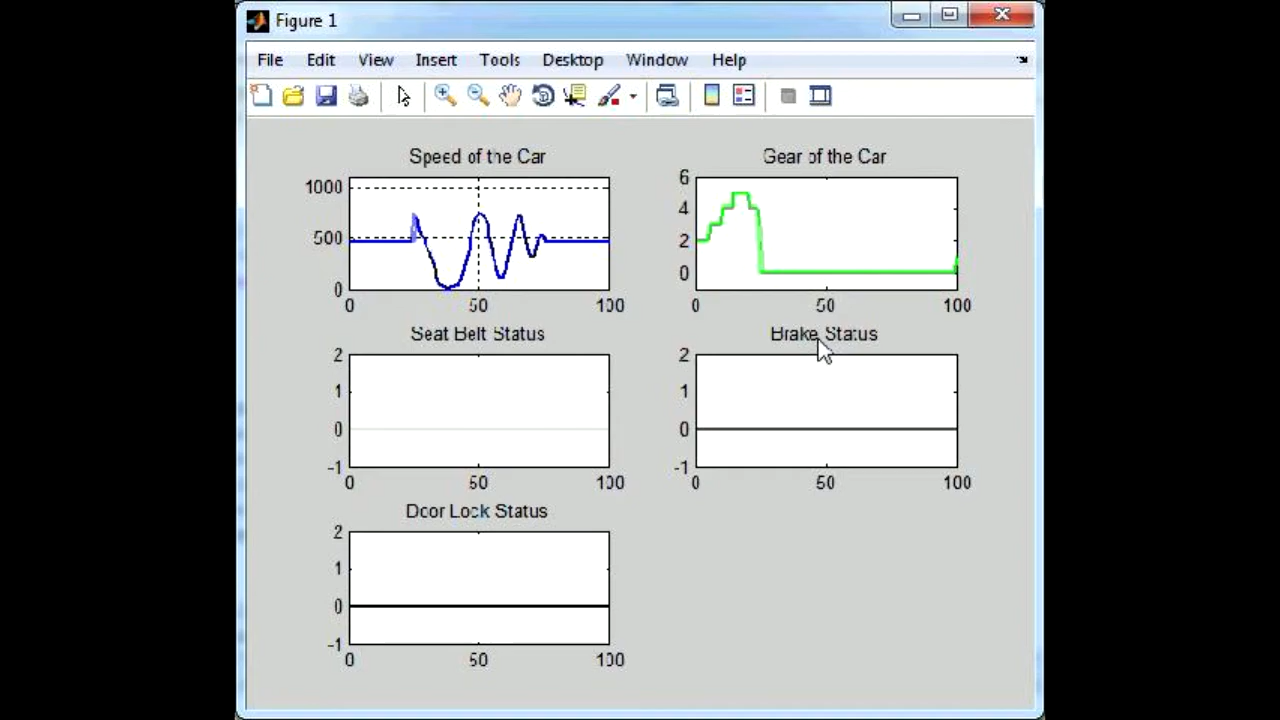 Figure 1
File Edit View Insert Tools Desktop Window Help
Speed of the Car
1000
500
0
0 50 100
Gear of the Car
6
4
2
0
0 50 100
Seat Belt Status
2
1
0
-1
0 50 100
Brake Status
2
1
0
-1
0 50 100
Door Lock Status
2
1
0
-1
0 50 100